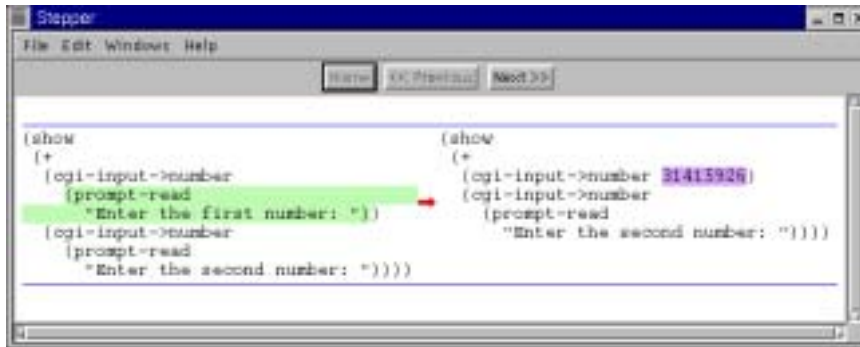 Stepper
File Edit Windows Help
Home << Previous Next >>
(show
(+
(cgi-input->number
(prompt-read
"Enter the first number: "))
(cgi-input->number
(prompt-read
"Enter the second number: "))))
(show
(+
(cgi-input->number 31415926)
(cgi-input->number
(prompt-read
"Enter the second number: "))))